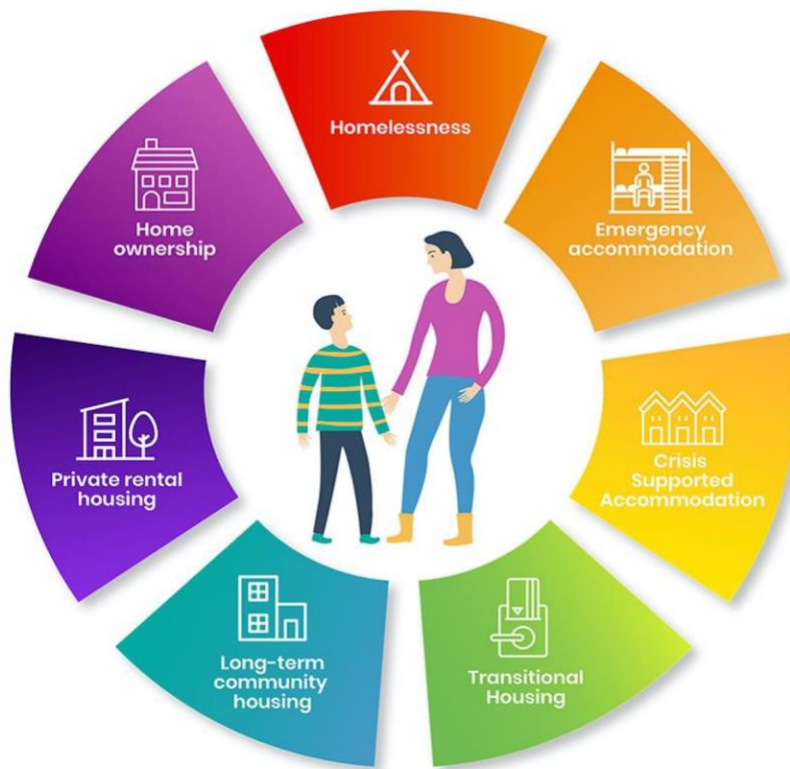 Homelessness
Emergency
accommodation
Crisis
Supported
Accommodation
Transitional
Housing
Long-term
community
housing
Private rental
housing
Home
ownership